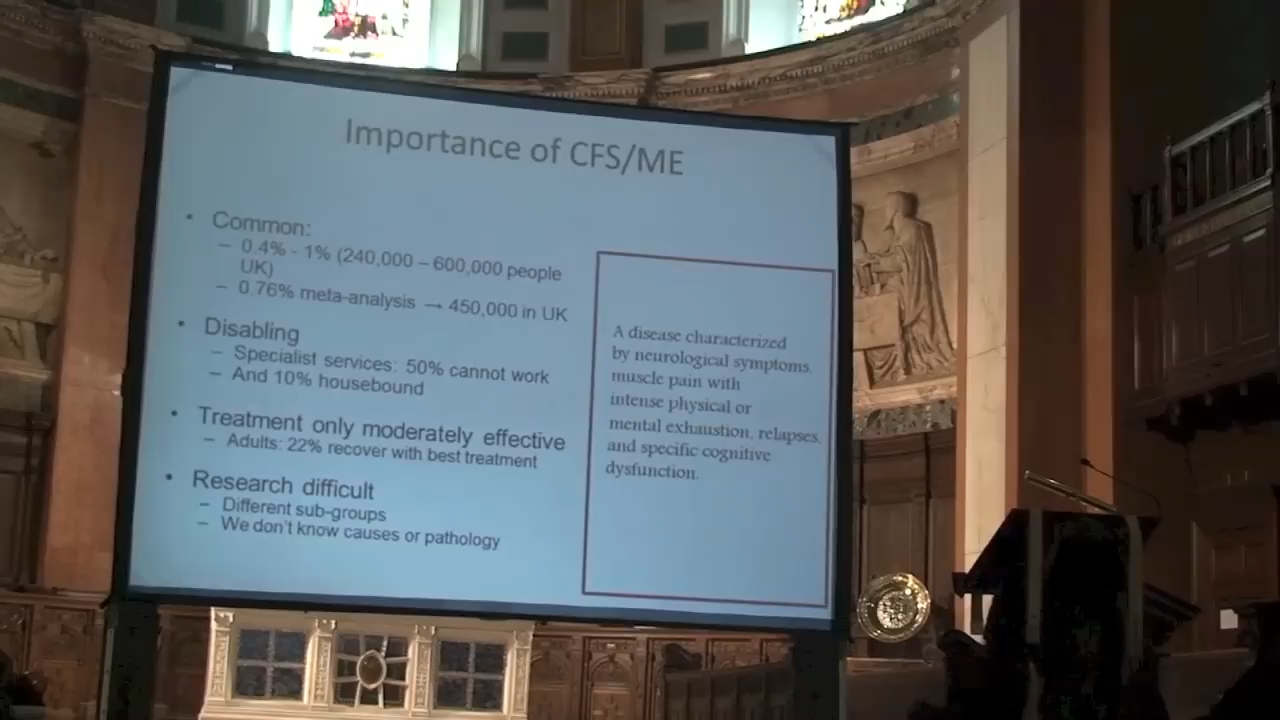 Importance of CFS/ME
• Common:
– 0.4% - 1% (240,000 – 600,000 people
UK)
– 0.76% meta-analysis → 450,000 in UK
• Disabling
– Specialist services: 50% cannot work
– And 10% housebound
• Treatment only moderately effective
– Adults: 22% recover with best treatment
• Research difficult
– Different sub-groups
– We don't know causes or pathology
A disease characterized
by neurological symptoms,
muscle pain with
intense physical or
mental exhaustion, relapses,
and specific cognitive
dysfunction.